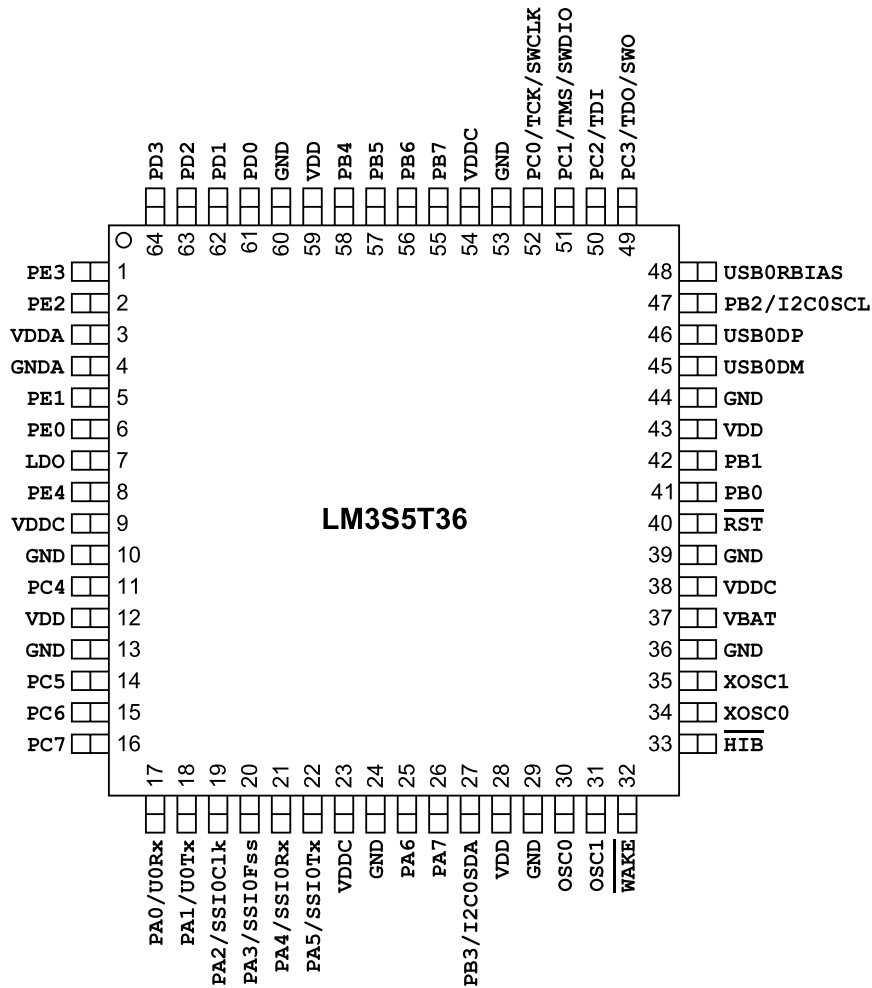 PD3
PD2
PD1
PD0
GND
VDD
PB4
PB5
PB6
PB7
VDDC
GND
PC0/TCK/SWCLK
PC1/TMS/SWDIO
PC2/TDI
PC3/TDO/SWO
64
63
62
61
60
59
58
57
56
55
54
53
52
51
50
49
PE3 1
PE2 2
VDDA 3
GNDA 4
PE1 5
PE0 6
LDO 7
PE4 8
VDDC 9
GND 10
PC4 11
VDD 12
GND 13
PC5 14
PC6 15
PC7 16
LM3S5T36
48 USB0RBIAS
47 PB2/I2C0SCL
46 USB0DP
45 USB0DM
44 GND
43 VDD
42 PB1
41 PB0
40 RST
39 GND
38 VDDC
37 VBAT
36 GND
35 XOSC1
34 XOSC0
33 HIB
17
18
19
20
21
22
23
24
25
26
27
28
29
30
31
32
PA0/U0Rx
PA1/U0Tx
PA2/SSI0Clk
PA3/SSI0Fss
PA4/SSI0Rx
PA5/SSI0Tx
VDDC
GND
PA6
PA7
PB3/I2C0SDA
VDD
GND
OSC0
OSC1
WAKE